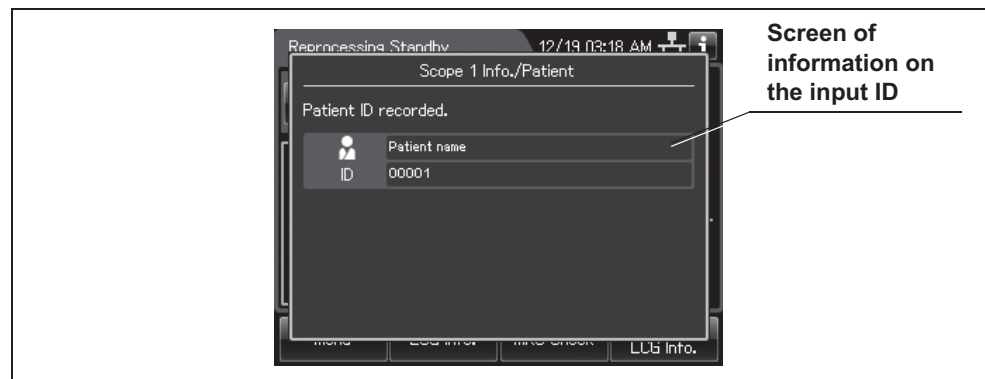 Reprocessing Standby 12/19 03:18 AM
Scope 1 Info./Patient
Patient ID recorded.
Patient name
ID 00001
LCG Info.
Screen of
information on
the input ID